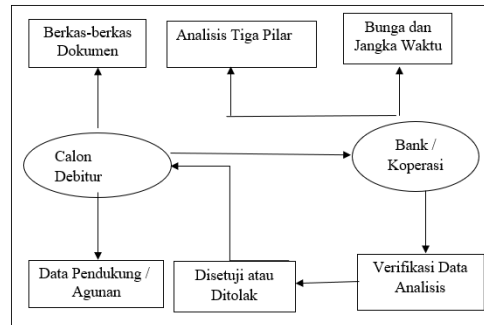 Berkas-berkas
Dokumen
Analisis Tiga Pilar
Bunga dan
Jangka Waktu
Calon
Debitur
Bank /
Koperasi
Data Pendukung /
Agunan
Disetuji atau
Ditolak
Verifikasi Data
Analisis